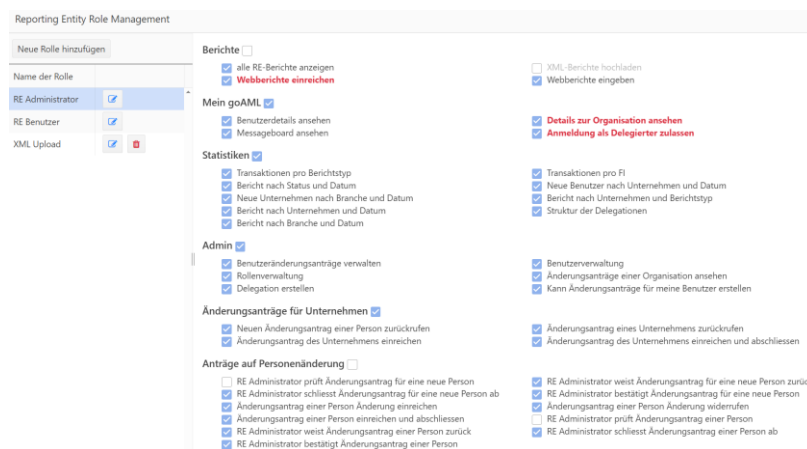 Reporting Entity Role Management
Neue Rolle hinzufügen
Name der Rolle
RE Administrator
RE Benutzer
XML Upload
Berichte
alle RE-Berichte anzeigen
XML-Berichte hochladen
Webberichte einreichen
Webberichte eingeben
Mein goAML
Benutzerdetails ansehen
Details zur Organisation ansehen
Messageboard ansehen
Anmeldung als Delegierter zulassen
Statistiken
Transaktionen pro Berichtstyp
Transaktionen pro FI
Bericht nach Status und Datum
Neue Benutzer nach Unternehmen und Datum
Neue Unternehmen nach Branche und Datum
Bericht nach Unternehmen und Berichtstyp
Bericht nach Unternehmen und Datum
Struktur der Delegationen
Bericht nach Branche und Datum
Admin
Benutzeränderungsanträge verwalten
Benutzerverwaltung
Rollenverwaltung
Änderungsanträge einer Organisation ansehen
Delegation erstellen
Kann Änderungsanträge für meine Benutzer erstellen
Änderungsanträge für Unternehmen
Neuen Änderungsantrag einer Person zurückrufen
Änderungsantrag eines Unternehmens zurückrufen
Änderungsantrag des Unternehmens einreichen
Änderungsantrag des Unternehmens einreichen und abschliessen
Anträge auf Personenänderung
RE Administrator prüft Änderungsantrag für eine neue Person
RE Administrator weist Änderungsantrag für eine neue Person zurüc
RE Administrator schliesst Änderungsantrag für eine neue Person ab
RE Administrator bestätigt Änderungsantrag für eine neue Person
Änderungsantrag einer Person Änderung einreichen
Änderungsantrag einer Person Änderung widerrufen
Änderungsantrag einer Person einreichen und abschliessen
RE Administrator prüft Änderungsantrag einer Person
RE Administrator weist Änderungsantrag einer Person zurück
RE Administrator schliesst Änderungsantrag einer Person ab
RE Administrator bestätigt Änderungsantrag einer Person